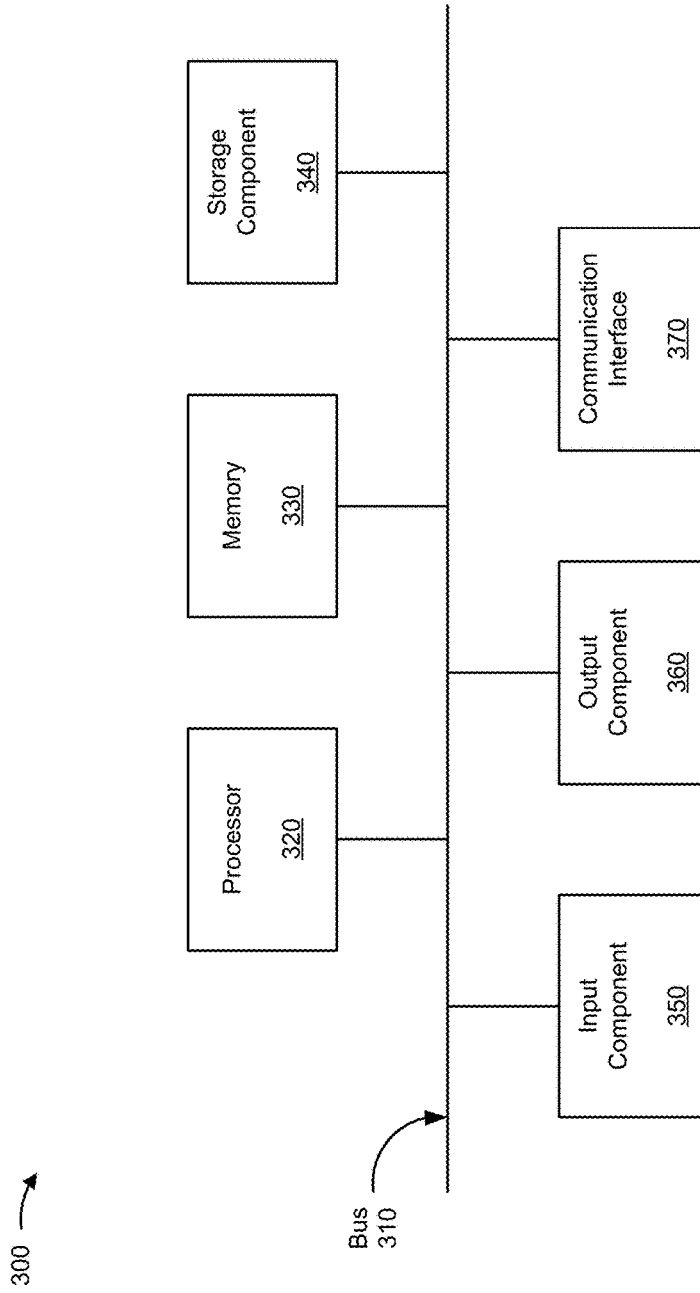 300
Processor
320
Memory
330
Storage
Component
340
Bus
310
Input
Component
350
Output
Component
360
Communication
Interface
370